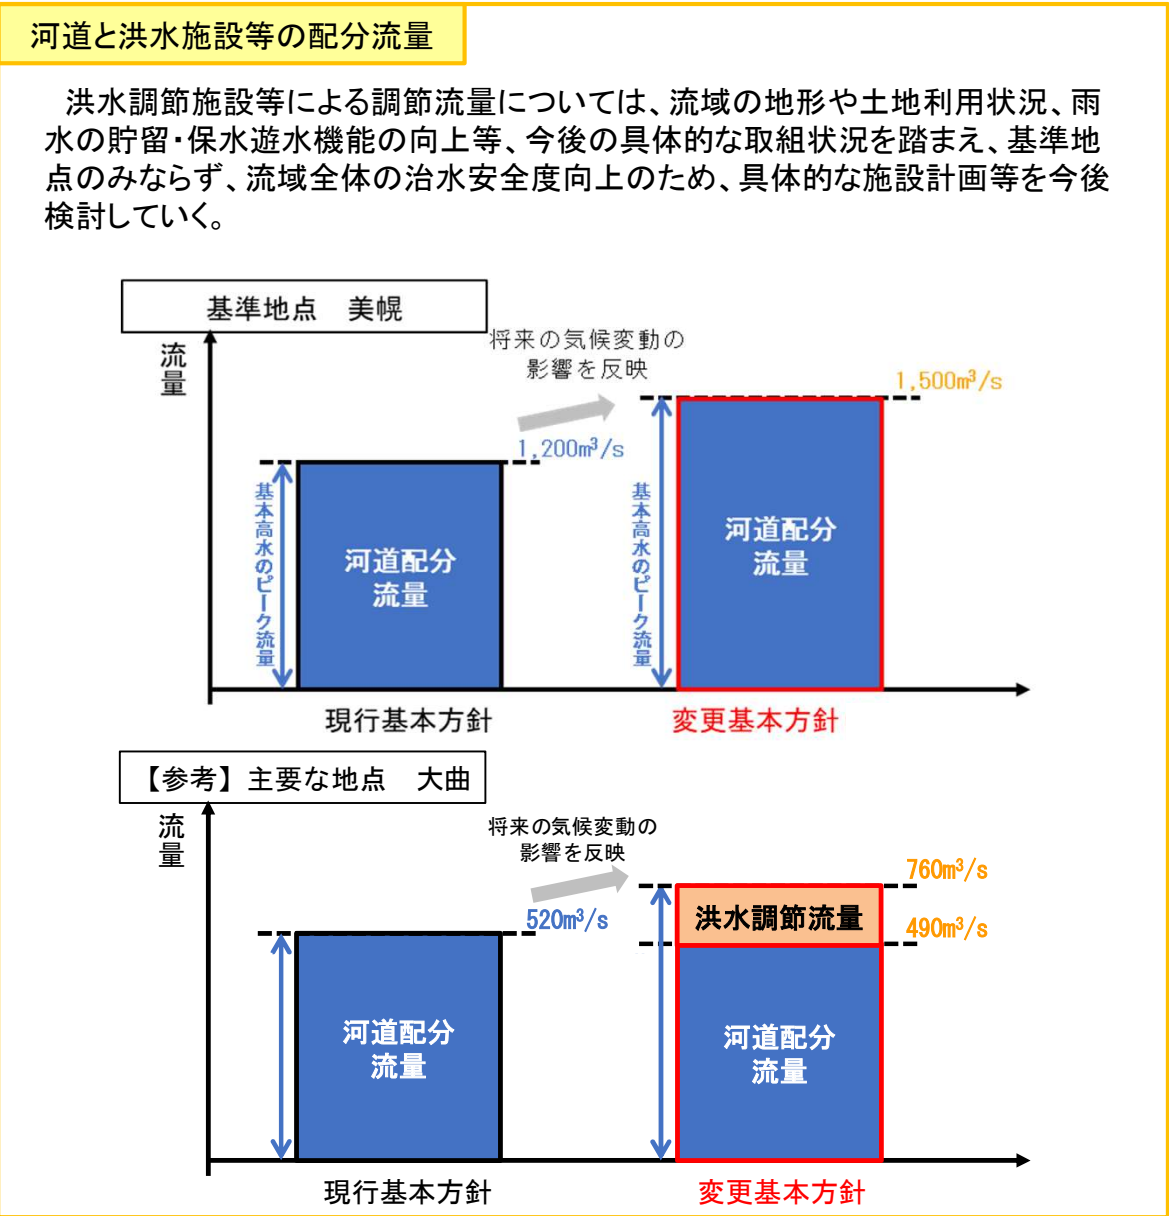 河道と洪水施設等の配分流量
洪水調節施設等による調節流量については、流域の地形や土地利用状況、雨
水の貯留・保水遊水機能の向上等、今後の具体的な取組状況を踏まえ、基準地
点のみならず、流域全体の治水安全度向上のため、具体的な施設計画等を今後
検討していく。
基準地点　美幌
流量
将来の気候変動の
影響を反映
1,500m³/s
1,200m³/s
基本高水のピーク流量
河道配分
流量
基本高水のピーク流量
河道配分
流量
現行基本方針
変更基本方針
【参考】主要な地点　大曲
流量
将来の気候変動の
影響を反映
760m³/s
520m³/s
洪水調節流量
490m³/s
河道配分
流量
河道配分
流量
現行基本方針
変更基本方針